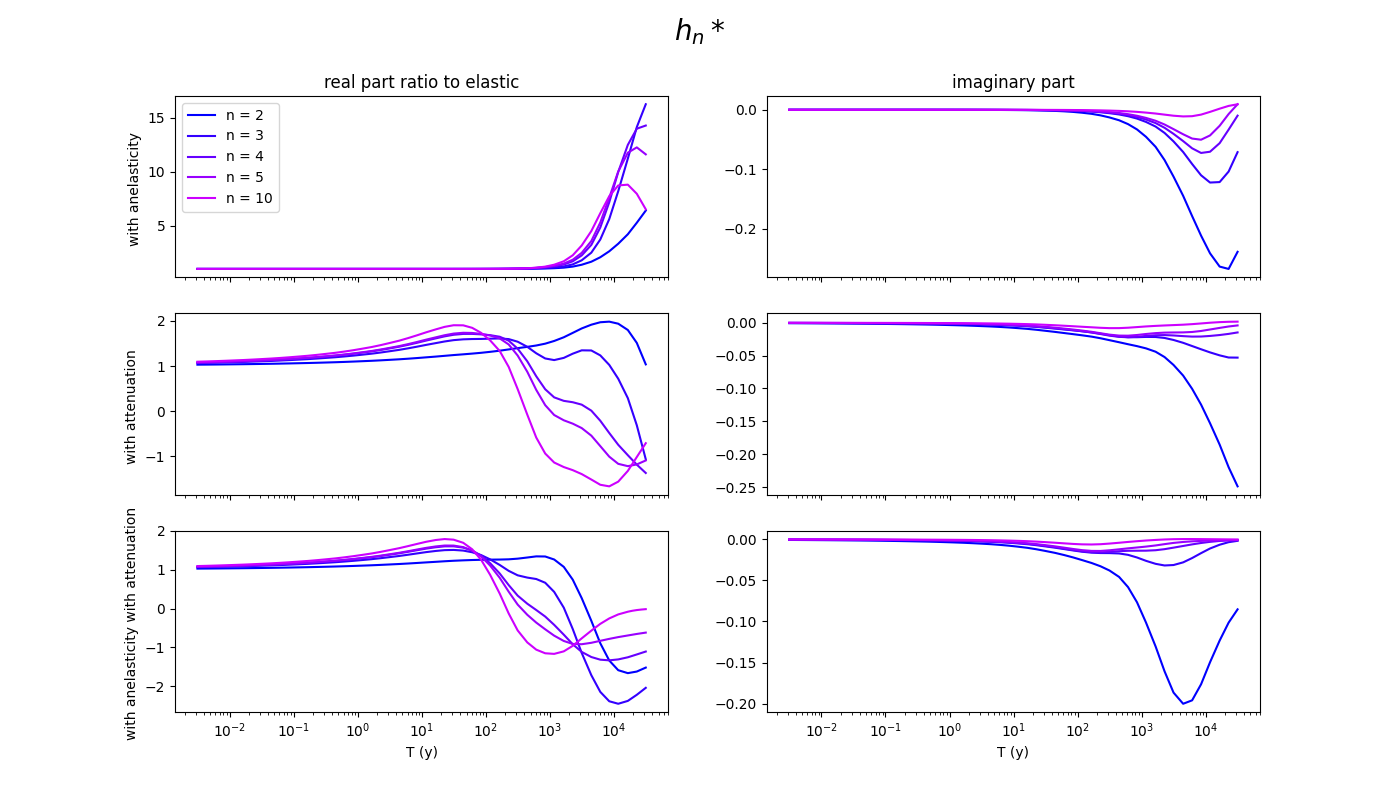 $h_n*$
real part ratio to elastic
imaginary part
with anelasticity
15
10
5
n = 2
n = 3
n = 4
n = 5
n = 10
0.0
−0.1
−0.2
with attenuation
2
1
0
−1
0.00
−0.05
−0.10
−0.15
−0.20
−0.25
with anelasticity with attenuation
2
1
0
−1
−2
$10^{-2}$ $10^{-1}$ $10^{0}$ $10^{1}$ $10^{2}$ $10^{3}$ $10^{4}$
T (y)
0.00
−0.05
−0.10
−0.15
−0.20
$10^{-2}$ $10^{-1}$ $10^{0}$ $10^{1}$ $10^{2}$ $10^{3}$ $10^{4}$
T (y)